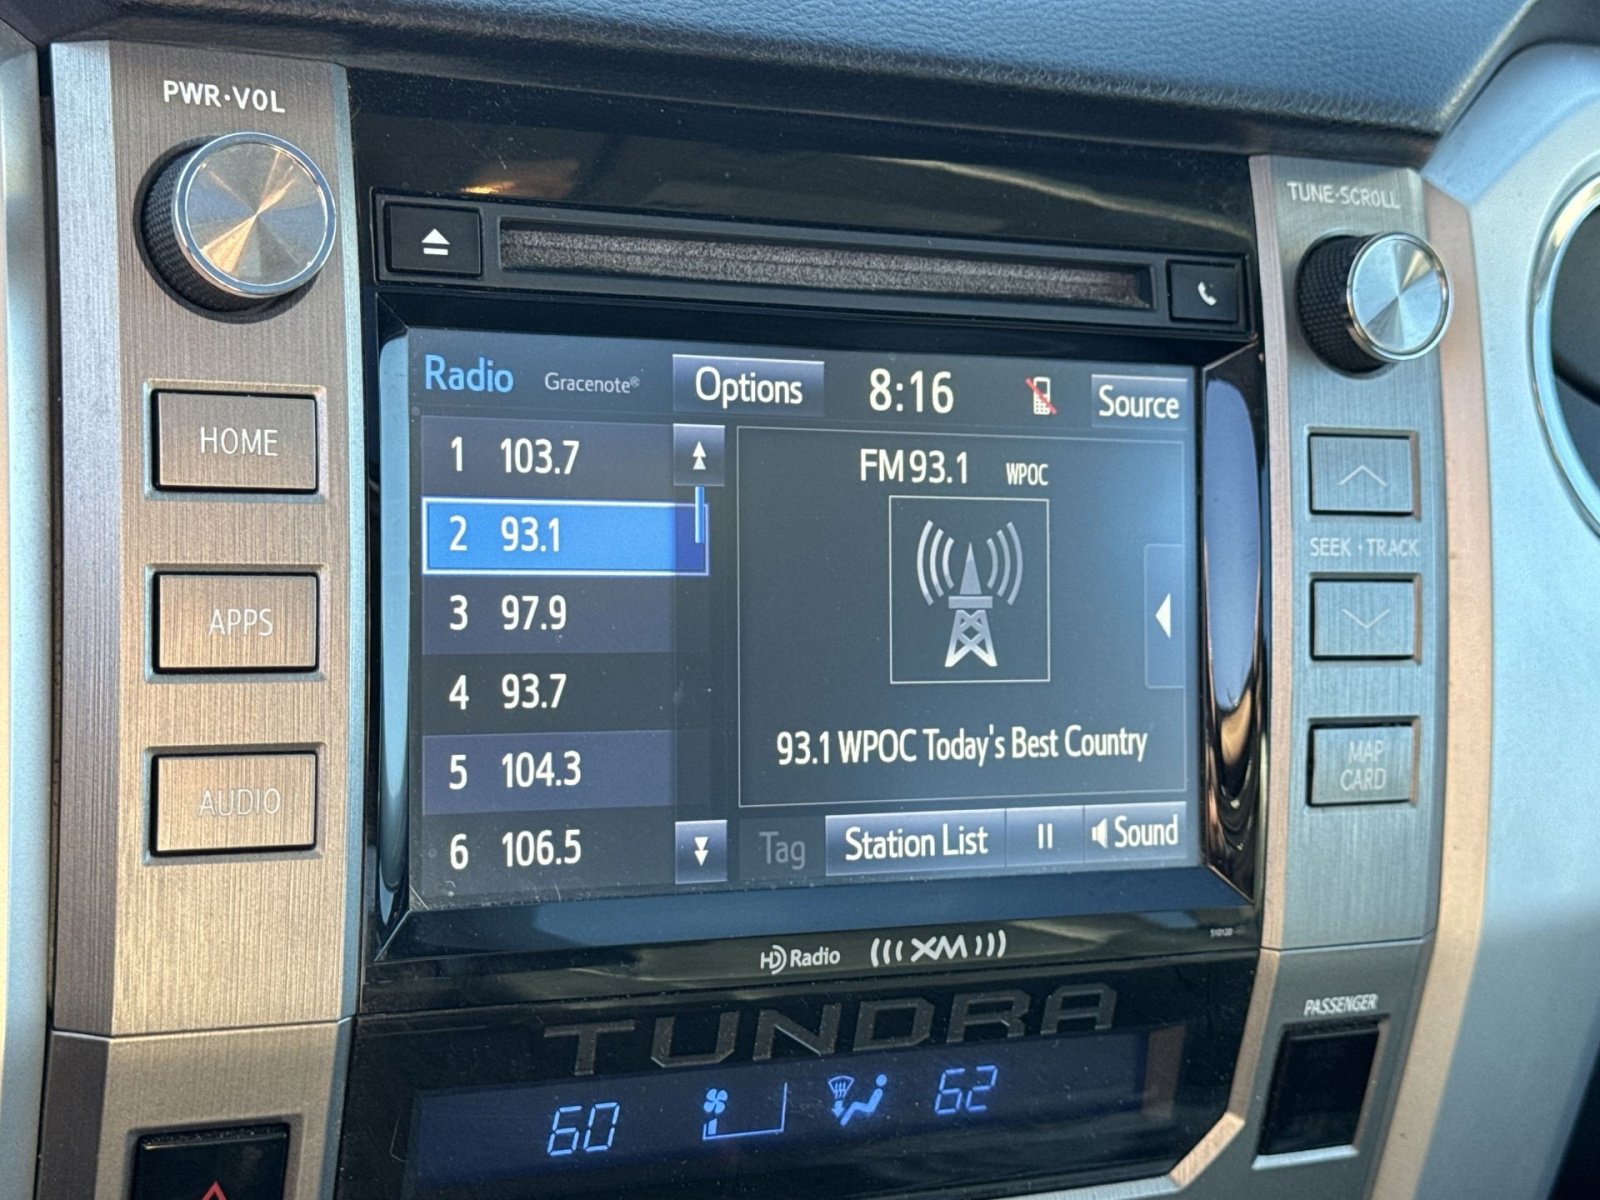 PWR·VOL
TUNE·SCROLL
Radio Gracenote® Options 8:16 Source
1 103.7
2 93.1
3 97.9
4 93.7
5 104.3
6 106.5
FM 93.1 WPOC
93.1 WPOC Today's Best Country
Tag Station List Sound
HOME
APPS
AUDIO
SEEK·TRACK
MAP
CARD
HD Radio XM
510120
TUNDRA
60 62
PASSENGER